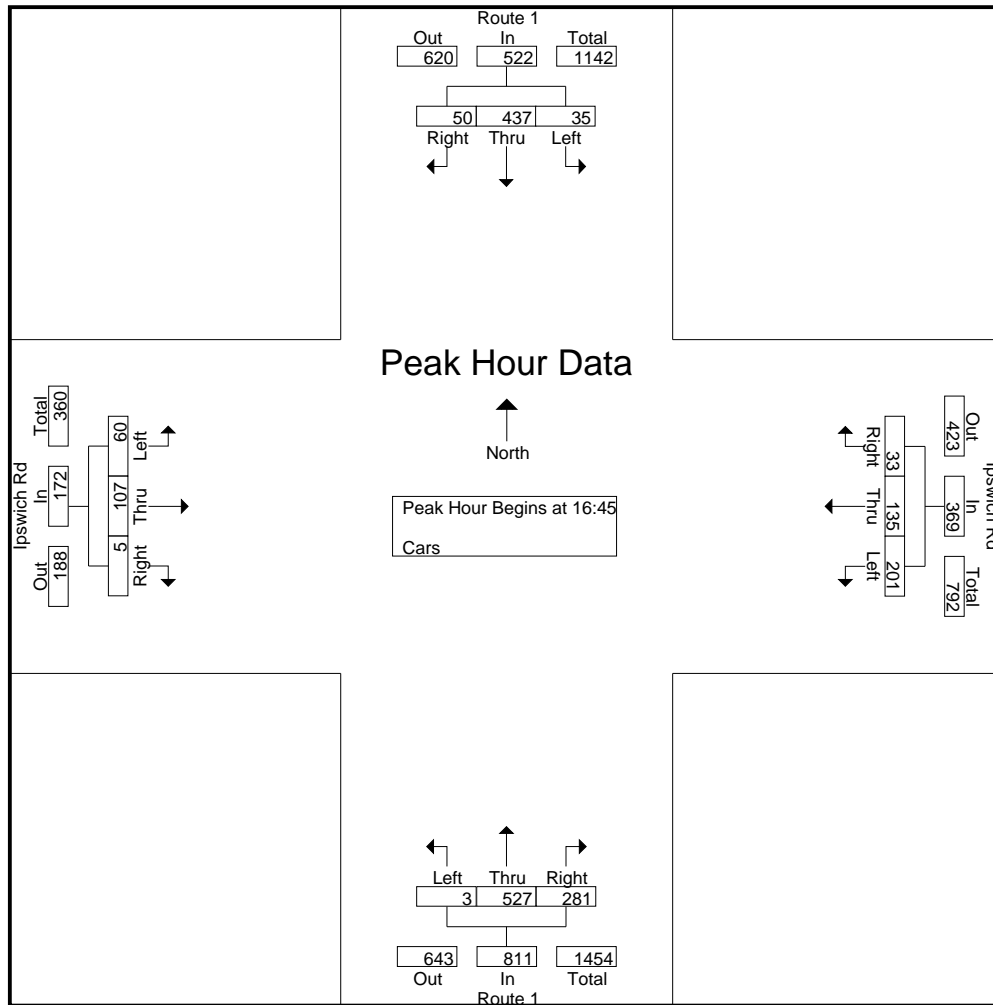 Route 1
Out In Total
620 522 1142
50 437 35
Right Thru Left
Peak Hour Data
North
Peak Hour Begins at 16:45
Cars
Ipswich Rd
Total In Out
360 172 188
60 107 5
Left Thru Right
Ipswich Rd
Out In Total
423 369 792
33 135 201
Right Thru Left
Left Thru Right
3 527 281
643 811 1454
Out In Total
Route 1